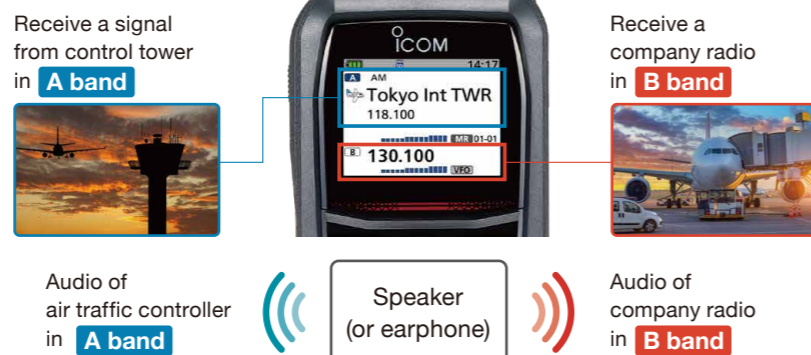 Receive a signal
from control tower
in A band
ICOM
14:17
A AM
Tokyo Int TWR
118.100
MR 01-01
B 130.100
VFO
Receive a
company radio
in B band
Audio of
air traffic controller
in A band
Speaker
(or earphone)
Audio of
company radio
in B band